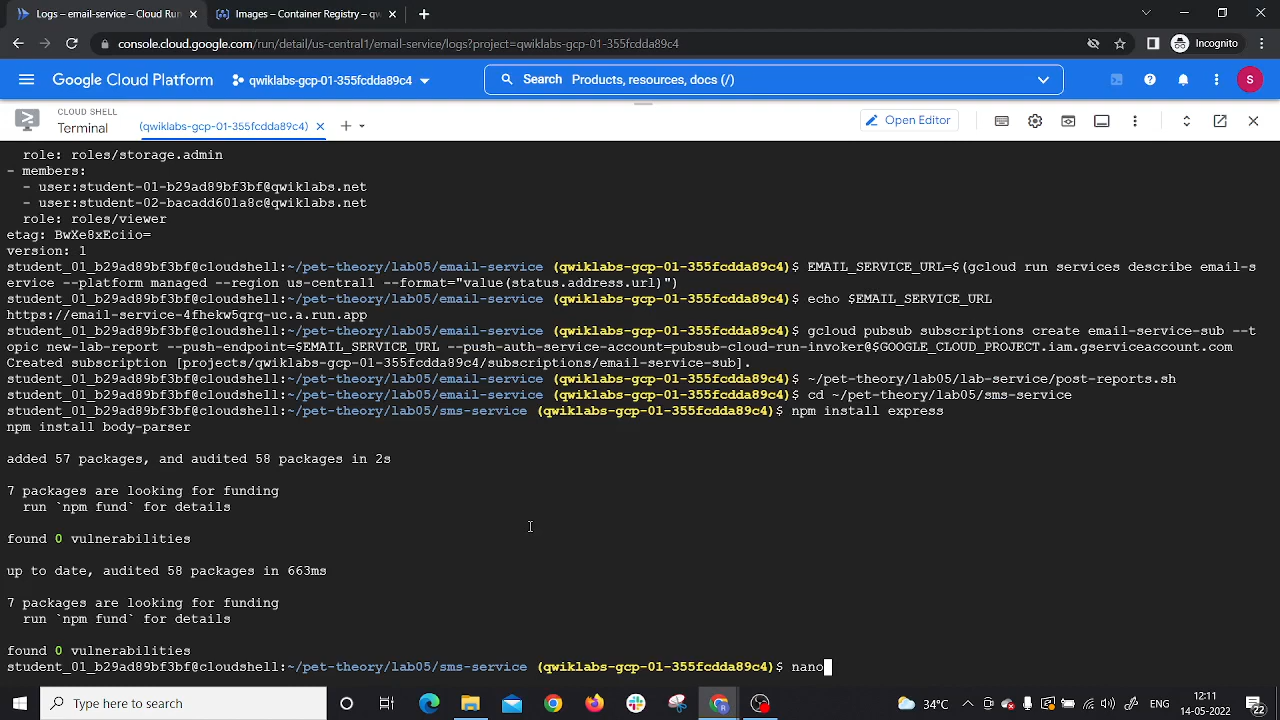 Logs – email-service – Cloud Run
Images – Container Registry – qw
console.cloud.google.com/run/detail/us-central1/email-service/logs?project=qwiklabs-gcp-01-355fcdda89c4
Incognito
Google Cloud Platform
qwiklabs-gcp-01-355fcdda89c4
Search Products, resources, docs (/)
S
CLOUD SHELL
Terminal
(qwiklabs-gcp-01-355fcdda89c4)
Open Editor
role: roles/storage.admin
- members:
- user:student-01-b29ad89bf3bf@qwiklabs.net
- user:student-02-bacadd601a8c@qwiklabs.net
role: roles/viewer
etag: BwXe8xEciio=
version: 1
student_01_b29ad89bf3bf@cloudshell:~/pet-theory/lab05/email-service (qwiklabs-gcp-01-355fcdda89c4)$ EMAIL_SERVICE_URL=$(gcloud run services describe email-s
ervice --platform managed --region us-central1 --format="value(status.address.url)")
student_01_b29ad89bf3bf@cloudshell:~/pet-theory/lab05/email-service (qwiklabs-gcp-01-355fcdda89c4)$ echo $EMAIL_SERVICE_URL
https://email-service-4fhekw5qrq-uc.a.run.app
student_01_b29ad89bf3bf@cloudshell:~/pet-theory/lab05/email-service (qwiklabs-gcp-01-355fcdda89c4)$ gcloud pubsub subscriptions create email-service-sub --t
opic new-lab-report --push-endpoint=$EMAIL_SERVICE_URL --push-auth-service-account=pubsub-cloud-run-invoker@$GOOGLE_CLOUD_PROJECT.iam.gserviceaccount.com
Created subscription [projects/qwiklabs-gcp-01-355fcdda89c4/subscriptions/email-service-sub].
student_01_b29ad89bf3bf@cloudshell:~/pet-theory/lab05/email-service (qwiklabs-gcp-01-355fcdda89c4)$ ~/pet-theory/lab05/lab-service/post-reports.sh
student_01_b29ad89bf3bf@cloudshell:~/pet-theory/lab05/email-service (qwiklabs-gcp-01-355fcdda89c4)$ cd ~/pet-theory/lab05/sms-service
student_01_b29ad89bf3bf@cloudshell:~/pet-theory/lab05/sms-service (qwiklabs-gcp-01-355fcdda89c4)$ npm install express
npm install body-parser
added 57 packages, and audited 58 packages in 2s
7 packages are looking for funding
run `npm fund` for details
found 0 vulnerabilities
up to date, audited 58 packages in 663ms
7 packages are looking for funding
run `npm fund` for details
found 0 vulnerabilities
student_01_b29ad89bf3bf@cloudshell:~/pet-theory/lab05/sms-service (qwiklabs-gcp-01-355fcdda89c4)$ nano
Type here to search
34°C
ENG
12:11
14-05-2022
22